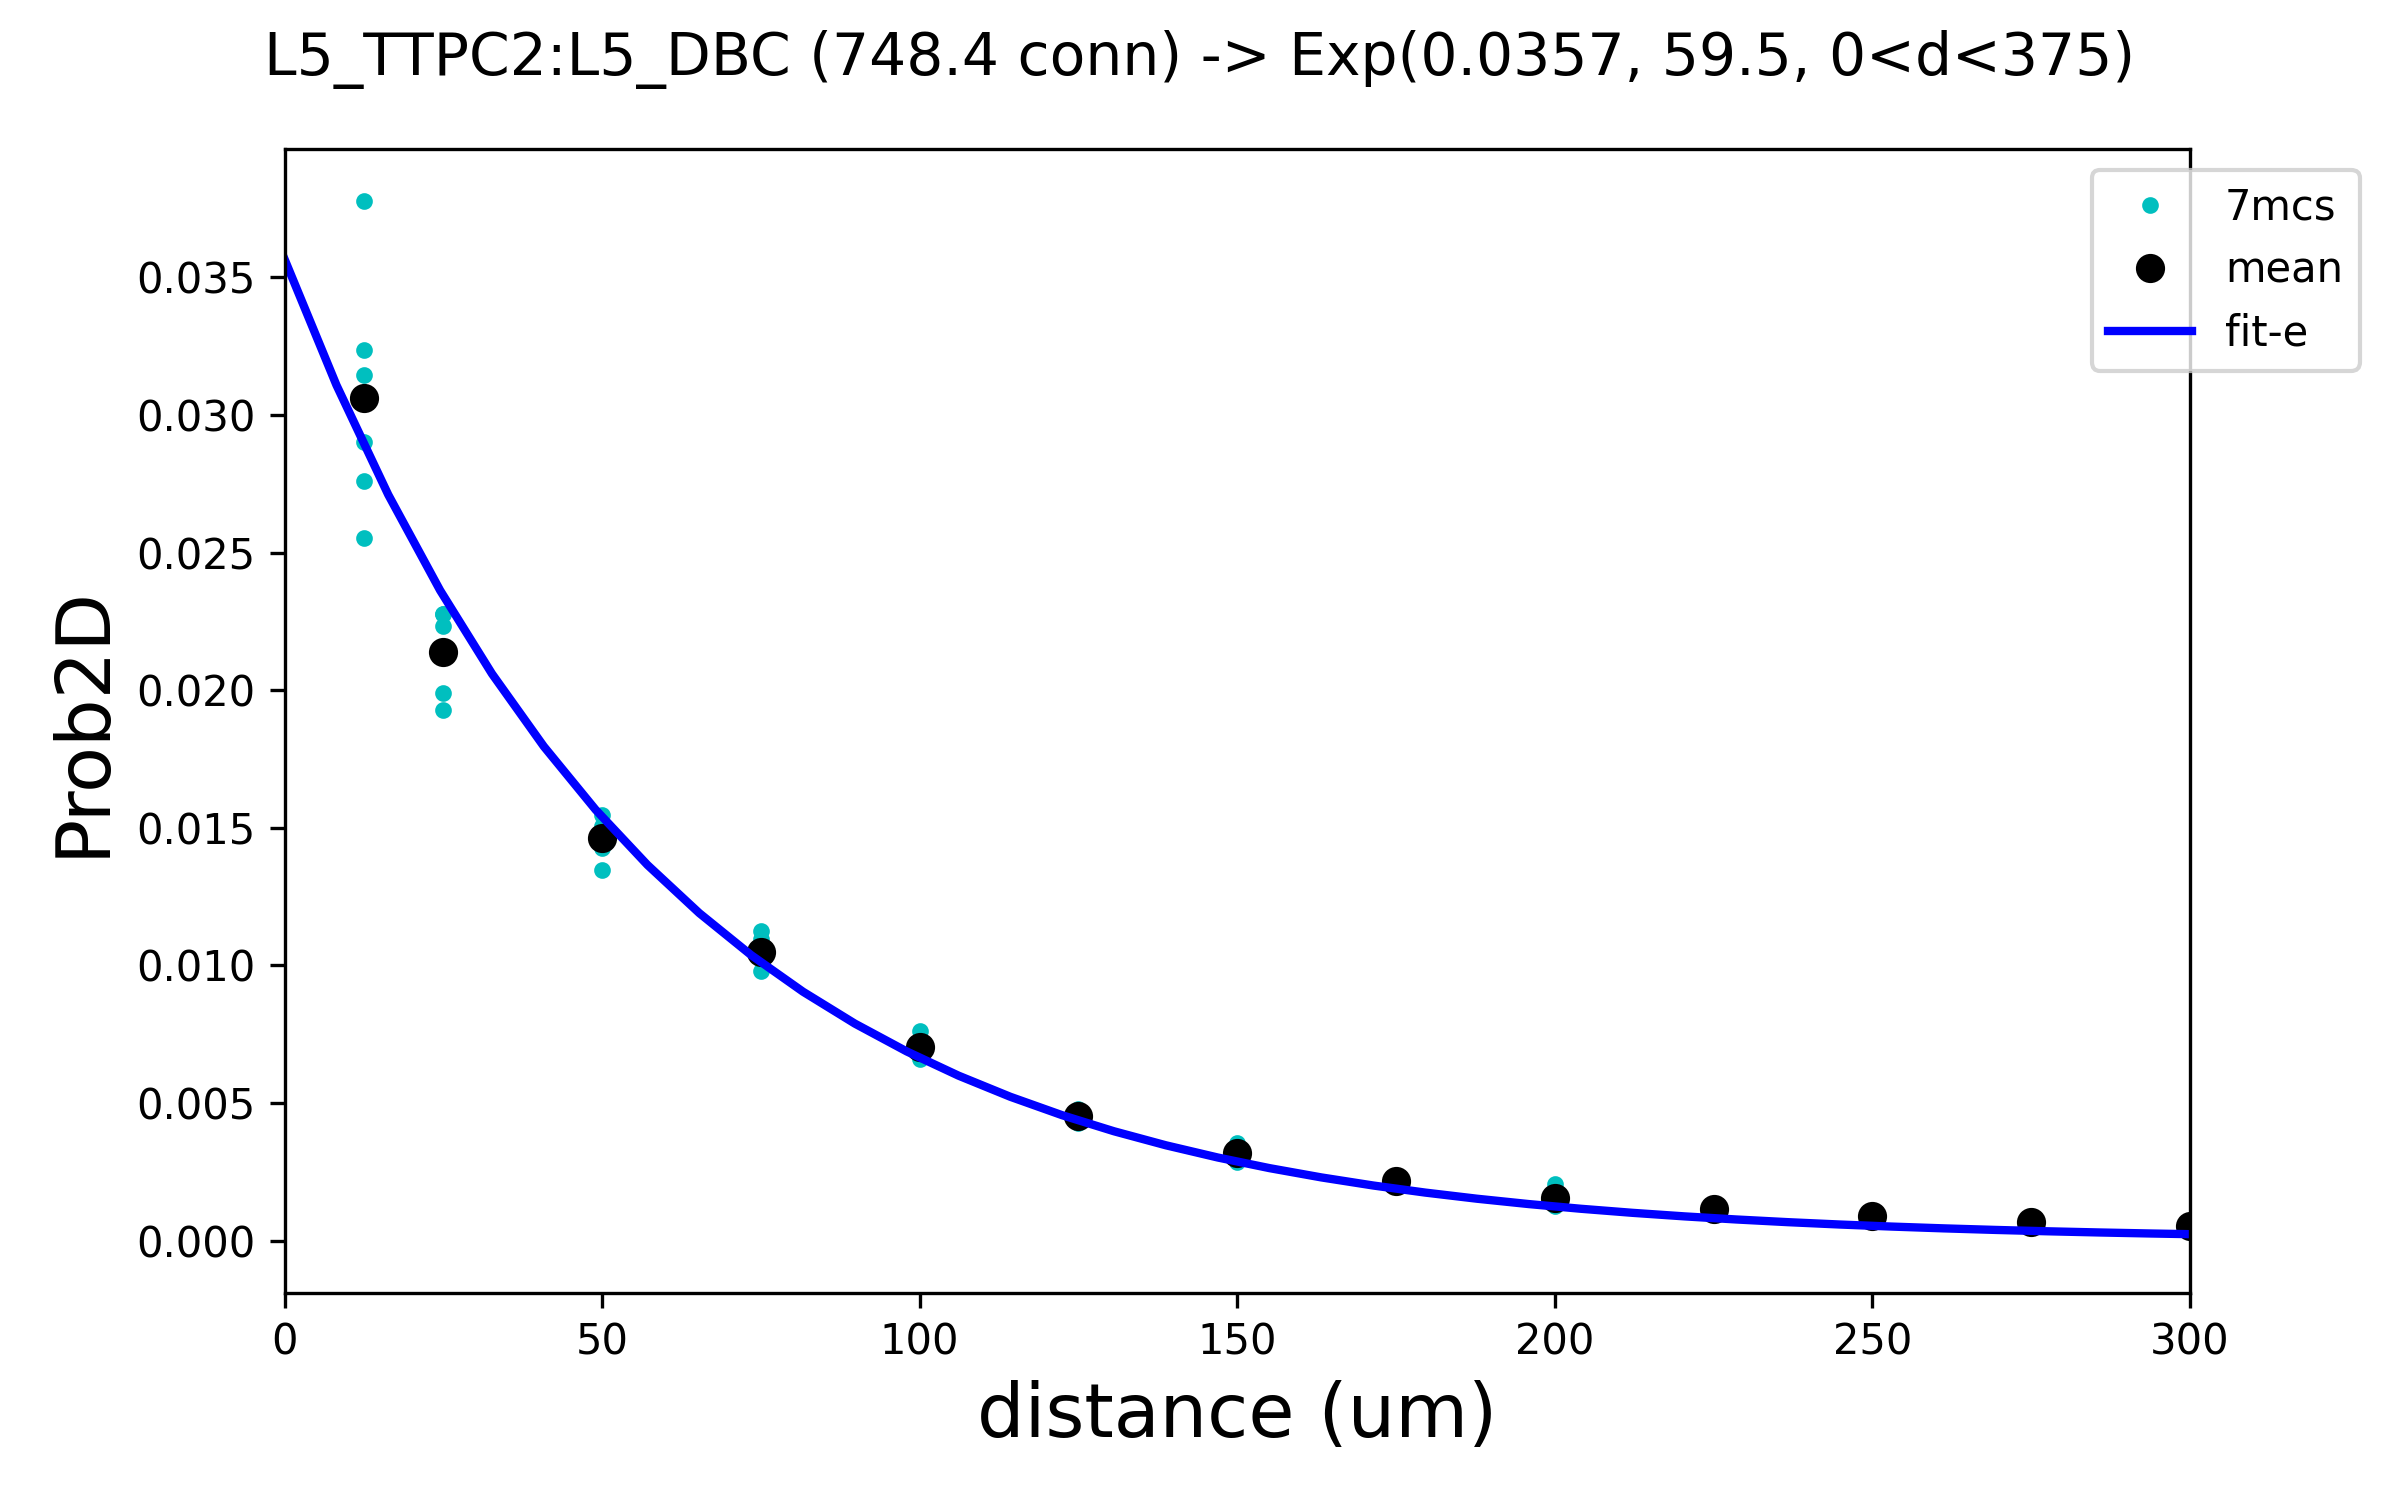 L5_TTPC2:L5_DBC (748.4 conn) -> Exp(0.0357, 59.5, 0<d<375)
7mcs
mean
fit-e
Prob2D
0.035
0.030
0.025
0.020
0.015
0.010
0.005
0.000
0 50 100 150 200 250 300
distance (um)